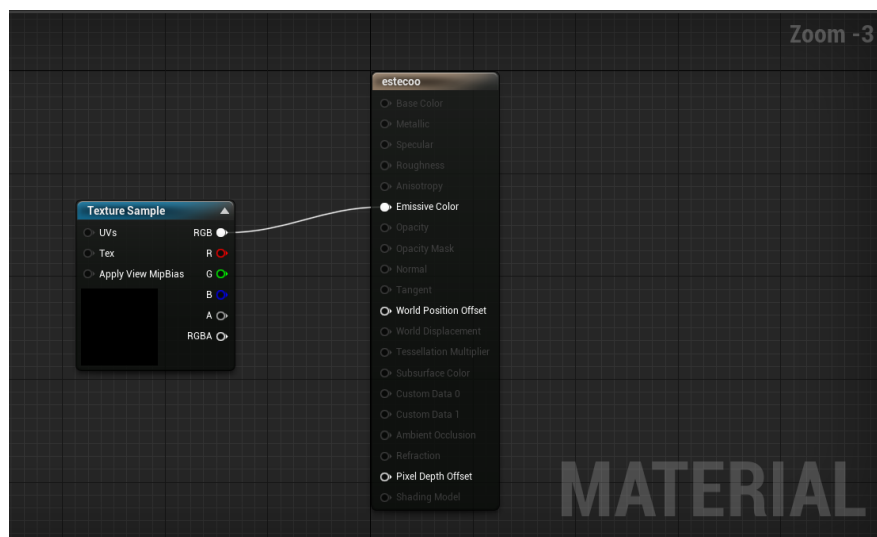 Zoom -3
estecoo
Base Color
Metallic
Specular
Roughness
Anisotropy
Emissive Color
Opacity
Opacity Mask
Normal
Tangent
World Position Offset
World Displacement
Tessellation Multiplier
Subsurface Color
Custom Data 0
Custom Data 1
Ambient Occlusion
Refraction
Pixel Depth Offset
Shading Model
Texture Sample
UVs RGB
Tex R
Apply View MipBias G
B
A
RGBA
MATERIAL